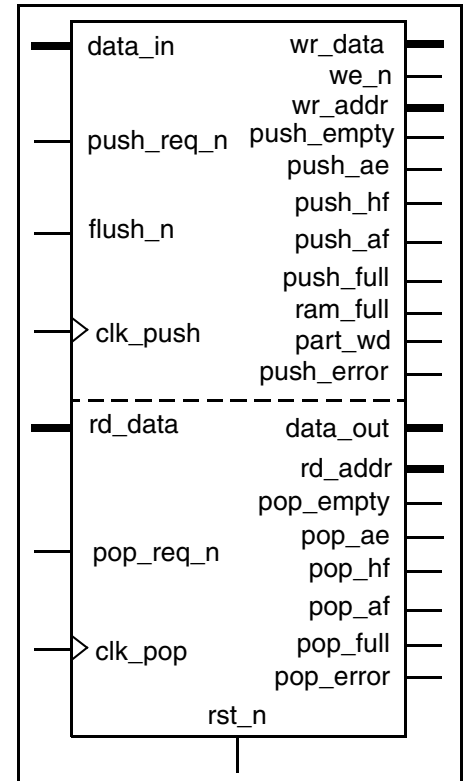 data_in
wr_data
we_n
wr_addr
push_req_n
push_empty
push_ae
push_hf
flush_n
push_af
push_full
ram_full
clk_push
part_wd
push_error
rd_data
data_out
rd_addr
pop_empty
pop_req_n
pop_ae
pop_hf
pop_af
clk_pop
pop_full
pop_error
rst_n